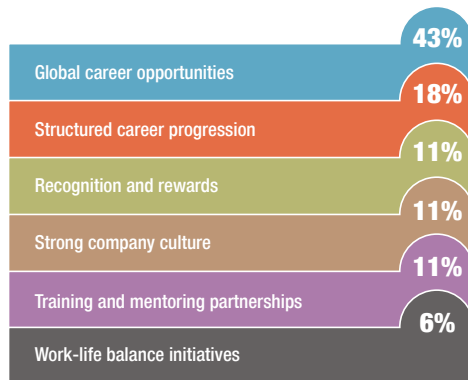 43%
Global career opportunities
18%
Structured career progression
11%
Recognition and rewards
11%
Strong company culture
11%
Training and mentoring partnerships
6%
Work-life balance initiatives